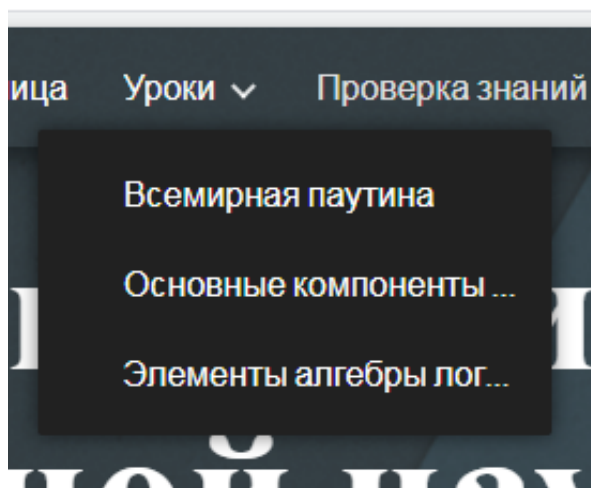 ица Уроки Проверка знаний
Всемирная паутина
Основные компоненты ...
Элементы алгебры лог...